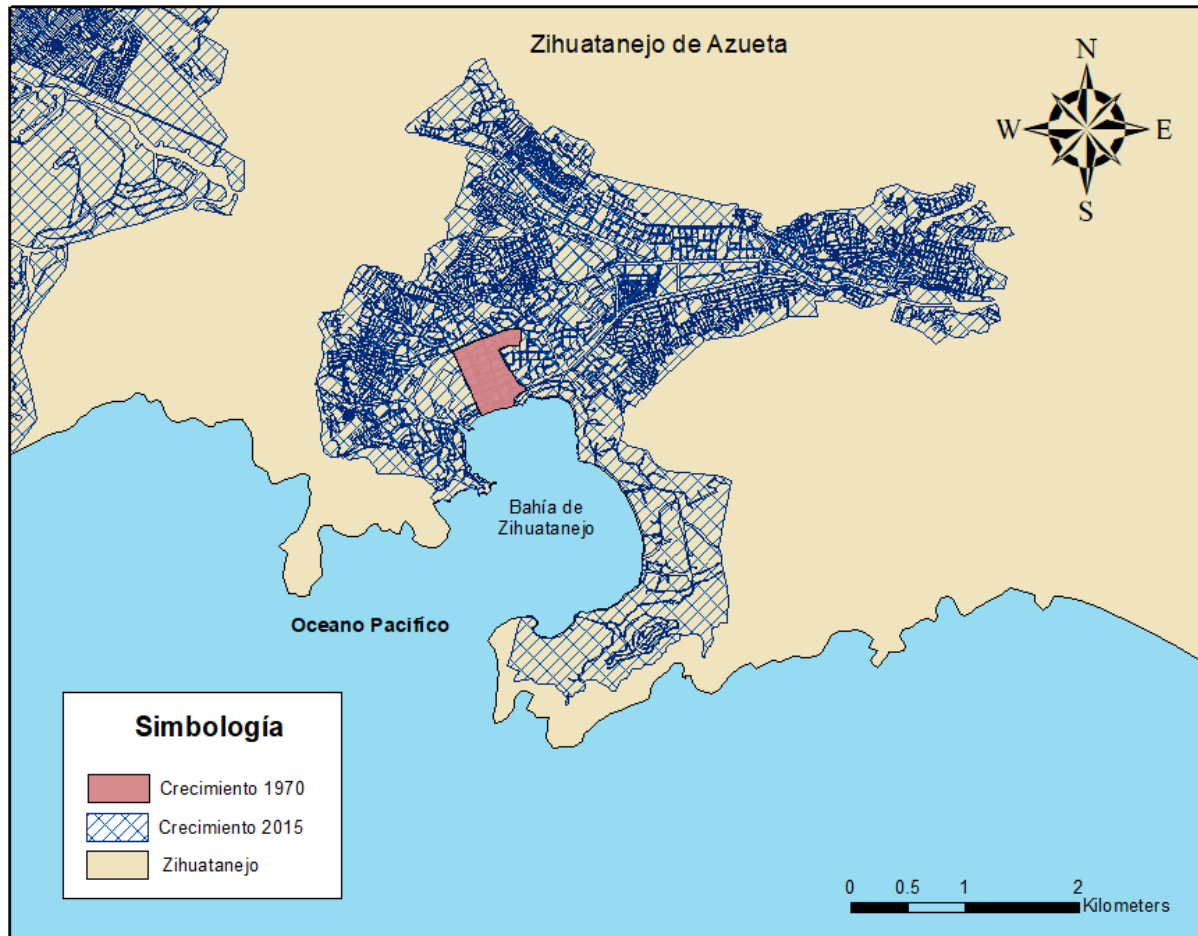 Zihuatanejo de Azueta
N
W
E
S
Bahía de
Zihuatanejo
Oceano Pacifico
Simbología
Crecimiento 1970
Crecimiento 2015
Zihuatanejo
0 0.5 1 2
Kilometers